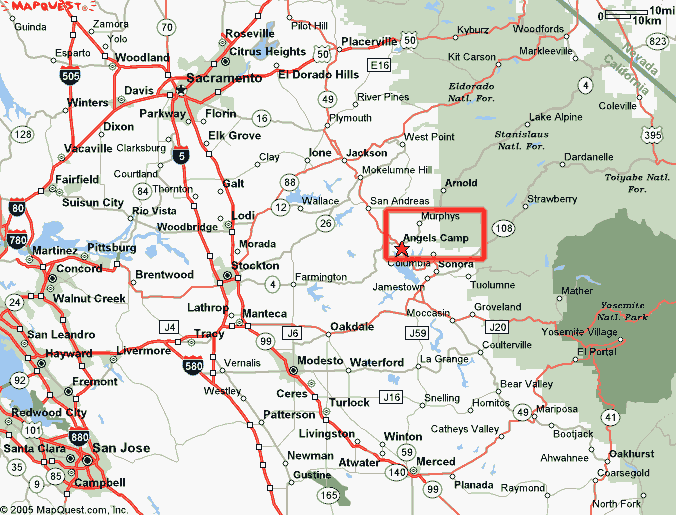 MAPQUEST
10mi
10km
Guinda
Zamora
Yolo
Pilot Hill
Kyburz
Woodfords
Roseville
70
50
Placerville
50
823
Esparto
Woodland
Citrus Heights
50
Kit Carson
Markleeville
Nevada
California
505
El Dorado Hills
E16
Sacramento
Eldorado
Natl. For.
4
Winters
Davis
49
River Pines
Coleville
Parkway
Florin
16
Plymouth
Lake Alpine
128
Dixon
Elk Grove
West Point
Stanislaus
Natl. For.
395
Vacaville
Clarksburg
5
Clay
Ione
Jackson
Dardanelle
Courtland
Mokelumne Hill
Toiyabe Natl.
For.
Fairfield
84
Thornton
Galt
88
Arnold
Suisun City
80
12
Wallace
San Andreas
Strawberry
Rio Vista
Lodi
26
Murphys
108
Woodbridge
780
Morada
Angels Camp
Martinez
Pittsburg
Columbia
Sonora
Concord
Brentwood
Stockton
4
Farmington
Jamestown
Tuolumne
Walnut Creek
24
Mather
Yosemite
Natl. Park
Lathrop
Manteca
Moccasin
Groveland
San Leandro
J4
Tracy
J6
Oakdale
J59
J20
Yosemite Village
Hayward
Livermore
99
Coulterville
El Portal
580
Vernalis
Modesto
Waterford
La Grange
92
Fremont
Westley
Ceres
J16
Snelling
Bear Valley
Redwood City
Turlock
Hornitos
49
Mariposa
41
101
Patterson
880
Catheys Valley
Bootjack
Santa Clara
San Jose
Livingston
Winton
Ahwahnee
Oakhurst
35
Newman
Atwater
59
Merced
Coarsegold
9
85
Campbell
Gustine
140
Planada
165
99
Raymond
North Fork
© 2005 MapQuest.com, Inc.